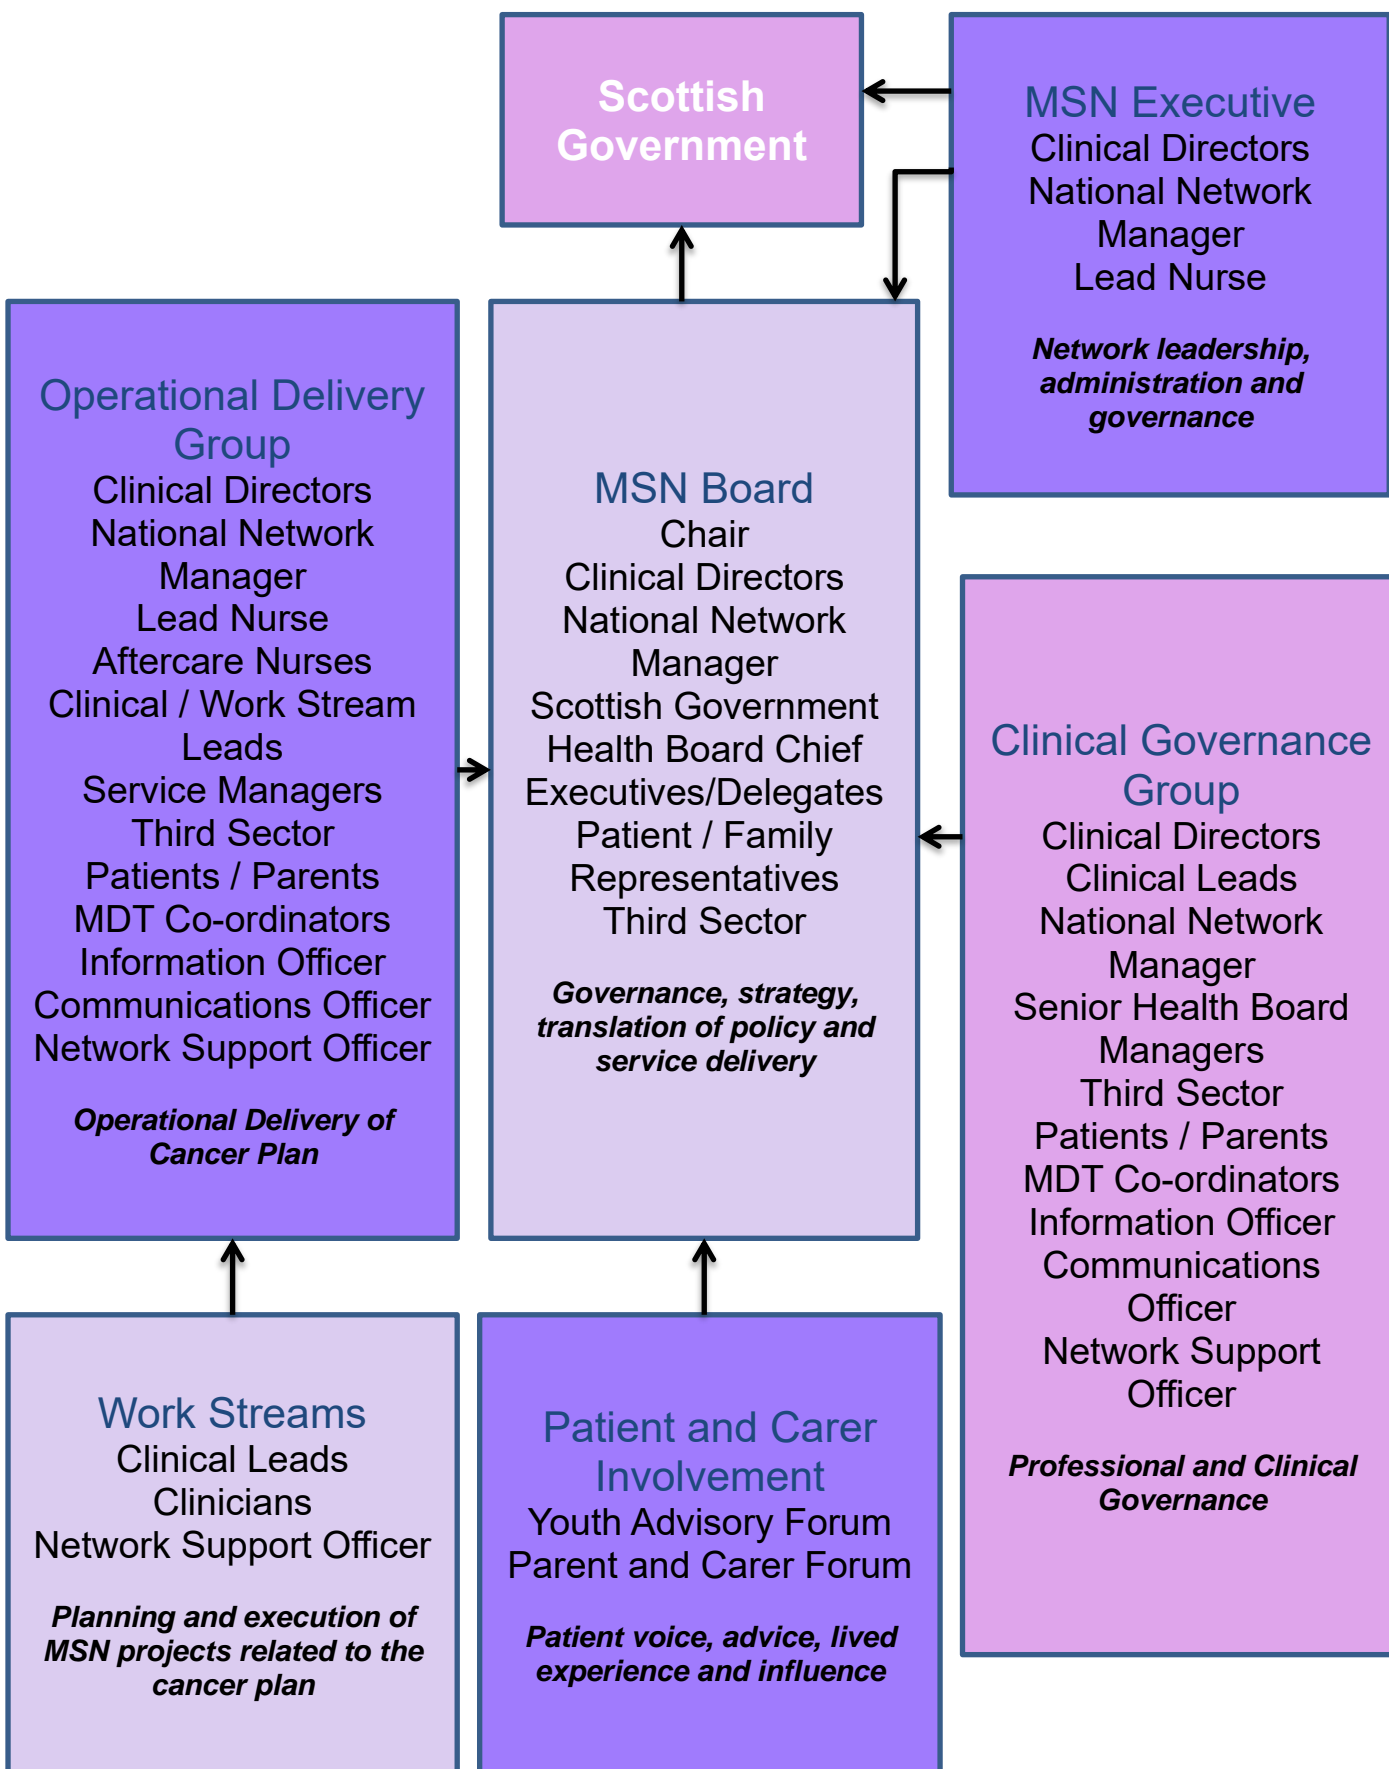 Scottish
Government
MSN Executive
Clinical Directors
National Network
Manager
Lead Nurse
Network leadership,
administration and
governance
Operational Delivery
Group
Clinical Directors
National Network
Manager
Lead Nurse
Aftercare Nurses
Clinical / Work Stream
Leads
Service Managers
Third Sector
Patients / Parents
MDT Co-ordinators
Information Officer
Communications Officer
Network Support Officer
Operational Delivery of
Cancer Plan
MSN Board
Chair
Clinical Directors
National Network
Manager
Scottish Government
Health Board Chief
Executives/Delegates
Patient / Family
Representatives
Third Sector
Governance, strategy,
translation of policy and
service delivery
Clinical Governance
Group
Clinical Directors
Clinical Leads
National Network
Manager
Senior Health Board
Managers
Third Sector
Patients / Parents
MDT Co-ordinators
Information Officer
Communications
Officer
Network Support
Officer
Professional and Clinical
Governance
Work Streams
Clinical Leads
Clinicians
Network Support Officer
Planning and execution of
MSN projects related to the
cancer plan
Patient and Carer
Involvement
Youth Advisory Forum
Parent and Carer Forum
Patient voice, advice, lived
experience and influence